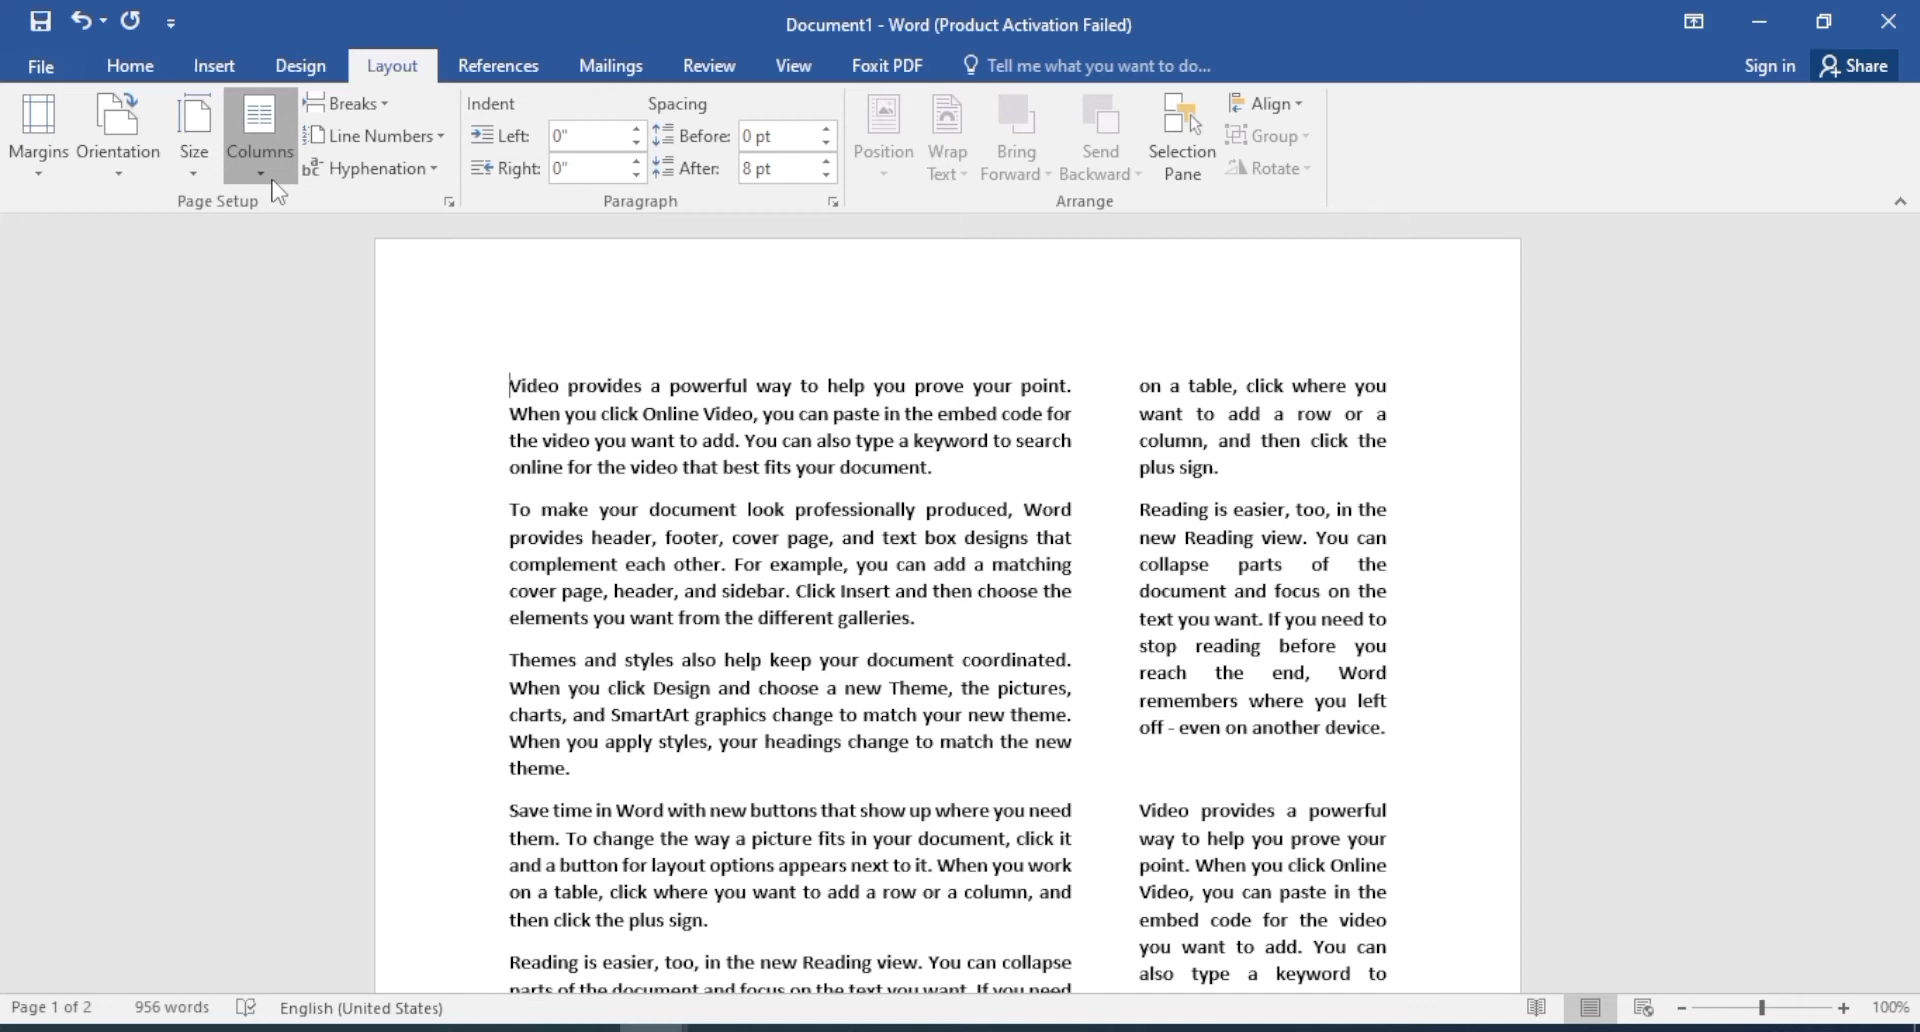 Document1 - Word (Product Activation Failed)
File Home Insert Design Layout References Mailings Review View Foxit PDF Tell me what you want to do... Sign in Share
Margins
Orientation
Size
Columns
Breaks
Line Numbers
Hyphenation
Page Setup
Indent
Left: 0"
Right: 0"
Spacing
Before: 0 pt
After: 8 pt
Paragraph
Position
Wrap
Text
Bring
Forward
Send
Backward
Selection
Pane
Align
Group
Rotate
Arrange
Video provides a powerful way to help you prove your point.
When you click Online Video, you can paste in the embed code for
the video you want to add. You can also type a keyword to search
online for the video that best fits your document.
To make your document look professionally produced, Word
provides header, footer, cover page, and text box designs that
complement each other. For example, you can add a matching
cover page, header, and sidebar. Click Insert and then choose the
elements you want from the different galleries.
Themes and styles also help keep your document coordinated.
When you click Design and choose a new Theme, the pictures,
charts, and SmartArt graphics change to match your new theme.
When you apply styles, your headings change to match the new
theme.
Save time in Word with new buttons that show up where you need
them. To change the way a picture fits in your document, click it
and a button for layout options appears next to it. When you work
on a table, click where you want to add a row or a column, and
then click the plus sign.
Reading is easier, too, in the new Reading view. You can collapse
parts of the document and focus on the text you want. If you need
on a table, click where you
want to add a row or a
column, and then click the
plus sign.
Reading is easier, too, in the
new Reading view. You can
collapse parts of the
document and focus on the
text you want. If you need to
stop reading before you
reach the end, Word
remembers where you left
off - even on another device.
Video provides a powerful
way to help you prove your
point. When you click Online
Video, you can paste in the
embed code for the video
you want to add. You can
also type a keyword to
Page 1 of 2 956 words English (United States) 100%